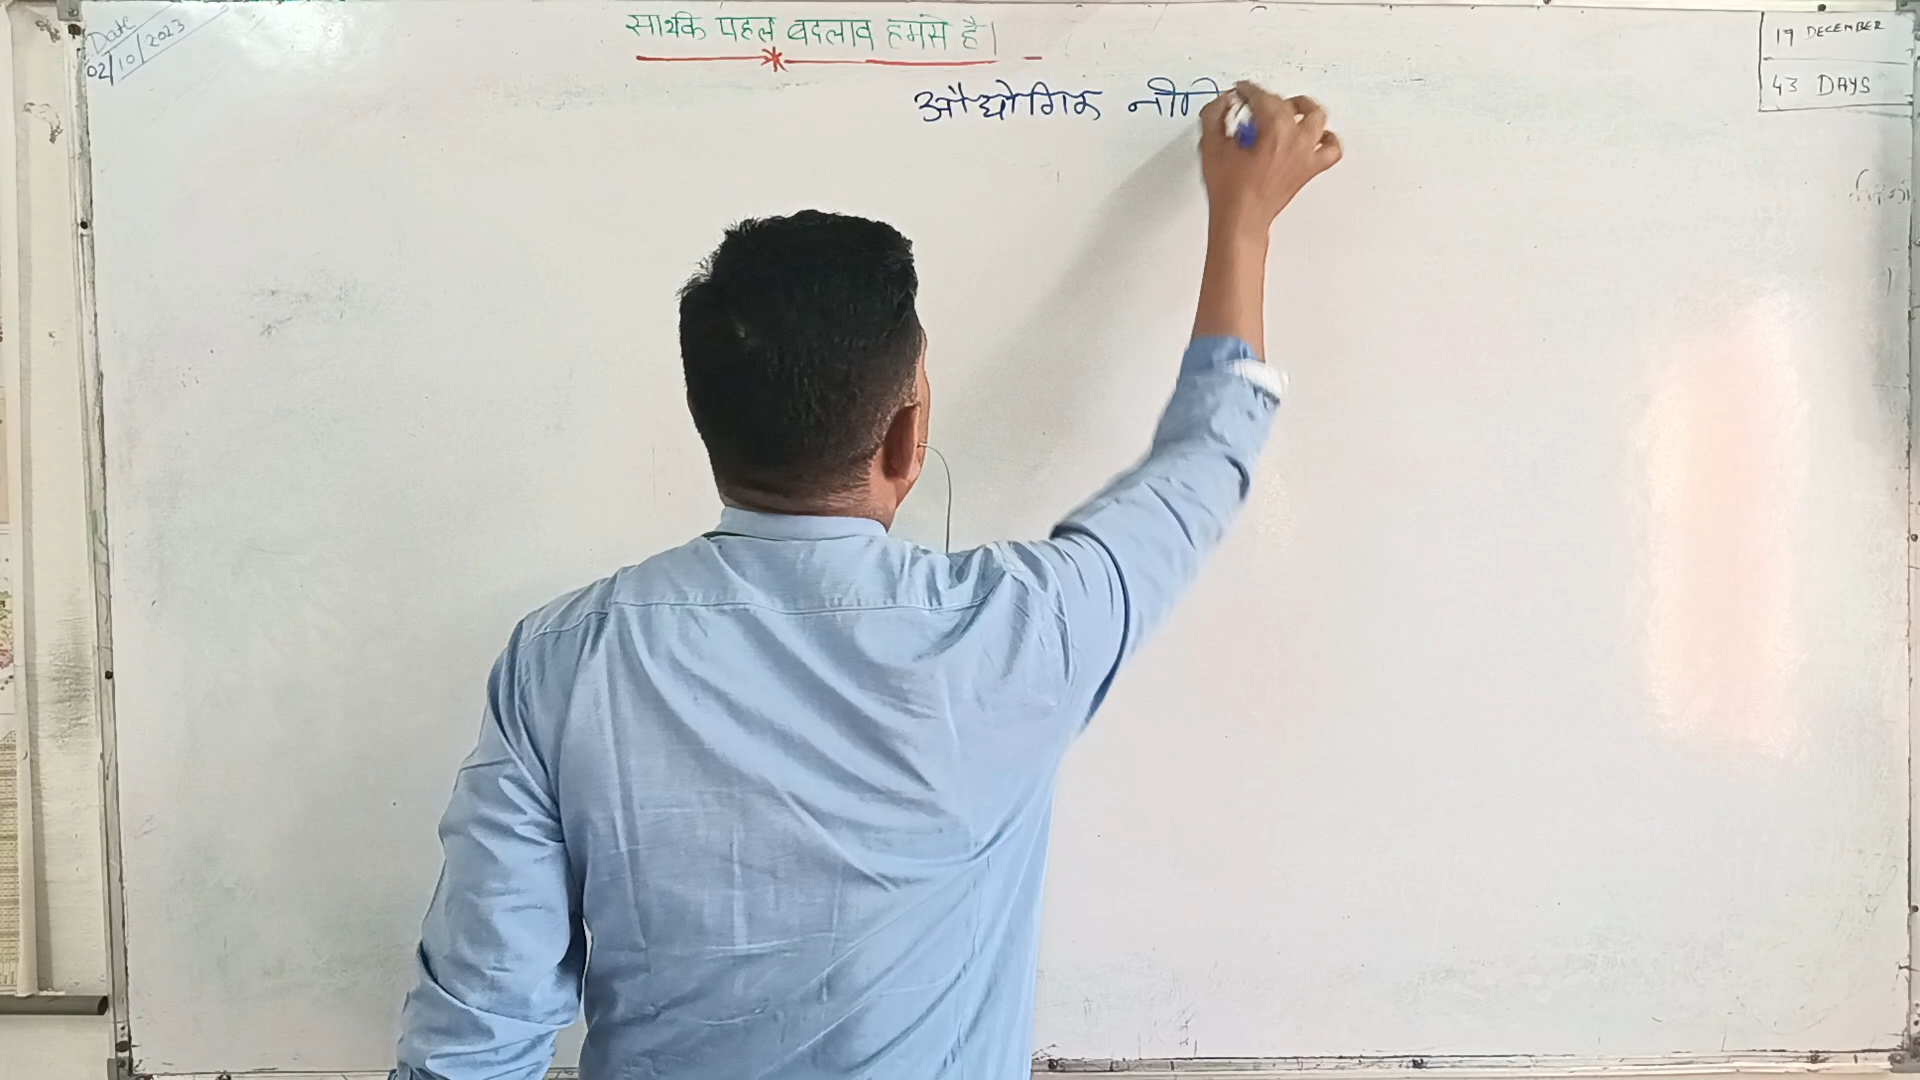 Date
02/10/2023
सार्थक पहल बदलाव हमसे है।
19 DECEMBER
43 DAYS
औद्योगिक